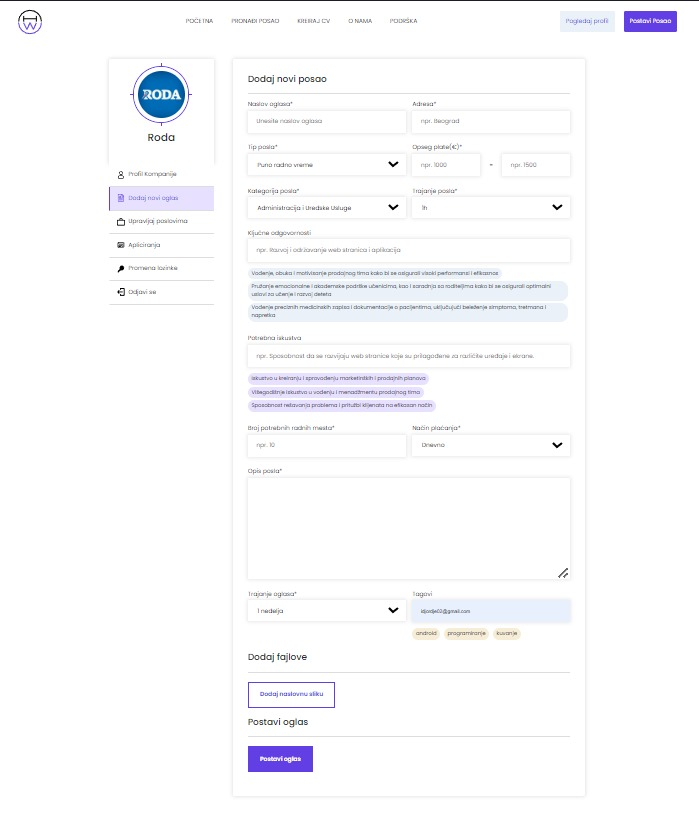 POČETNA PRONAĐI POSAO KREIRAJ CV O NAMA PODRŠKA Pogledaj profil Postavi Posao
RODA
Roda
Profil Kompanije
Dodaj novi oglas
Upravljaj poslovima
Apliciranja
Promena lozinke
Odjavi se
Dodaj novi posao
Naslov oglasa* Adresa*
Unesite naslov oglasa npr. Beograd
Tip posla* Opseg plate(€)*
Puno radno vreme npr. 1000 - npr. 1500
Kategorija posla* Trajanje posla*
Administracija i Uredske Usluge 1h
Ključne odgovornosti
npr. Razvoj i održavanje web stranica i aplikacija
Vođenje, obuka i motivisanje prodajnog tima kako bi se osigurali visoki performansi i efikasnos
Pružanje emocionalne i akademske podrške učenicima, kao i saradnja sa roditeljima kako bi se osigurali optimalni
uslovi za učenje i razvoj deteta
Vođenje preciznih medicinskih zapisa i dokumentacije o pacijentima, uključujući beleženje simptoma, tretmana i
napretka
Potrebna iskustva
npr. Sposobnost da se razvijaju web stranice koje su prilagođene za različite uređaje i ekrane.
Iskustvo u kreiranju i sprovođenju marketinških i prodajnih planova
Višegodišnje iskustvo u vođenju i menadžmentu prodajnog tima
Sposobnost rešavanja problema i pritužbi klijenata na efikasan način
Broj potrebnih radnih mesta* Način plaćanja*
npr. 10 Dnevno
Opis posla*
Trajanje oglasa* Tagovi
1 nedelja
android programiranje kuvanje
Dodaj fajlove
Dodaj naslovnu sliku
Postavi oglas
Postavi oglas